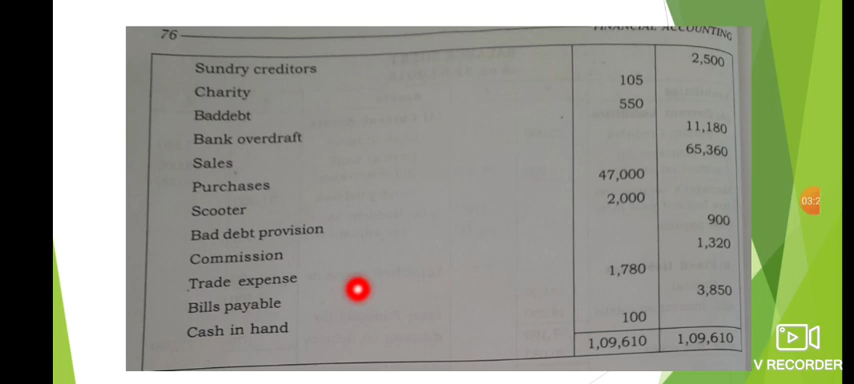 76
FINANCIAL ACCOUNTING
Sundry creditors 2,500
Charity 105
Baddebt 550
Bank overdraft 11,180
Sales 65,360
Purchases 47,000
Scooter 2,000
Bad debt provision 900
Commission 1,320
Trade expense 1,780
Bills payable 3,850
Cash in hand 100
1,09,610 1,09,610
03:2
V RECORDER